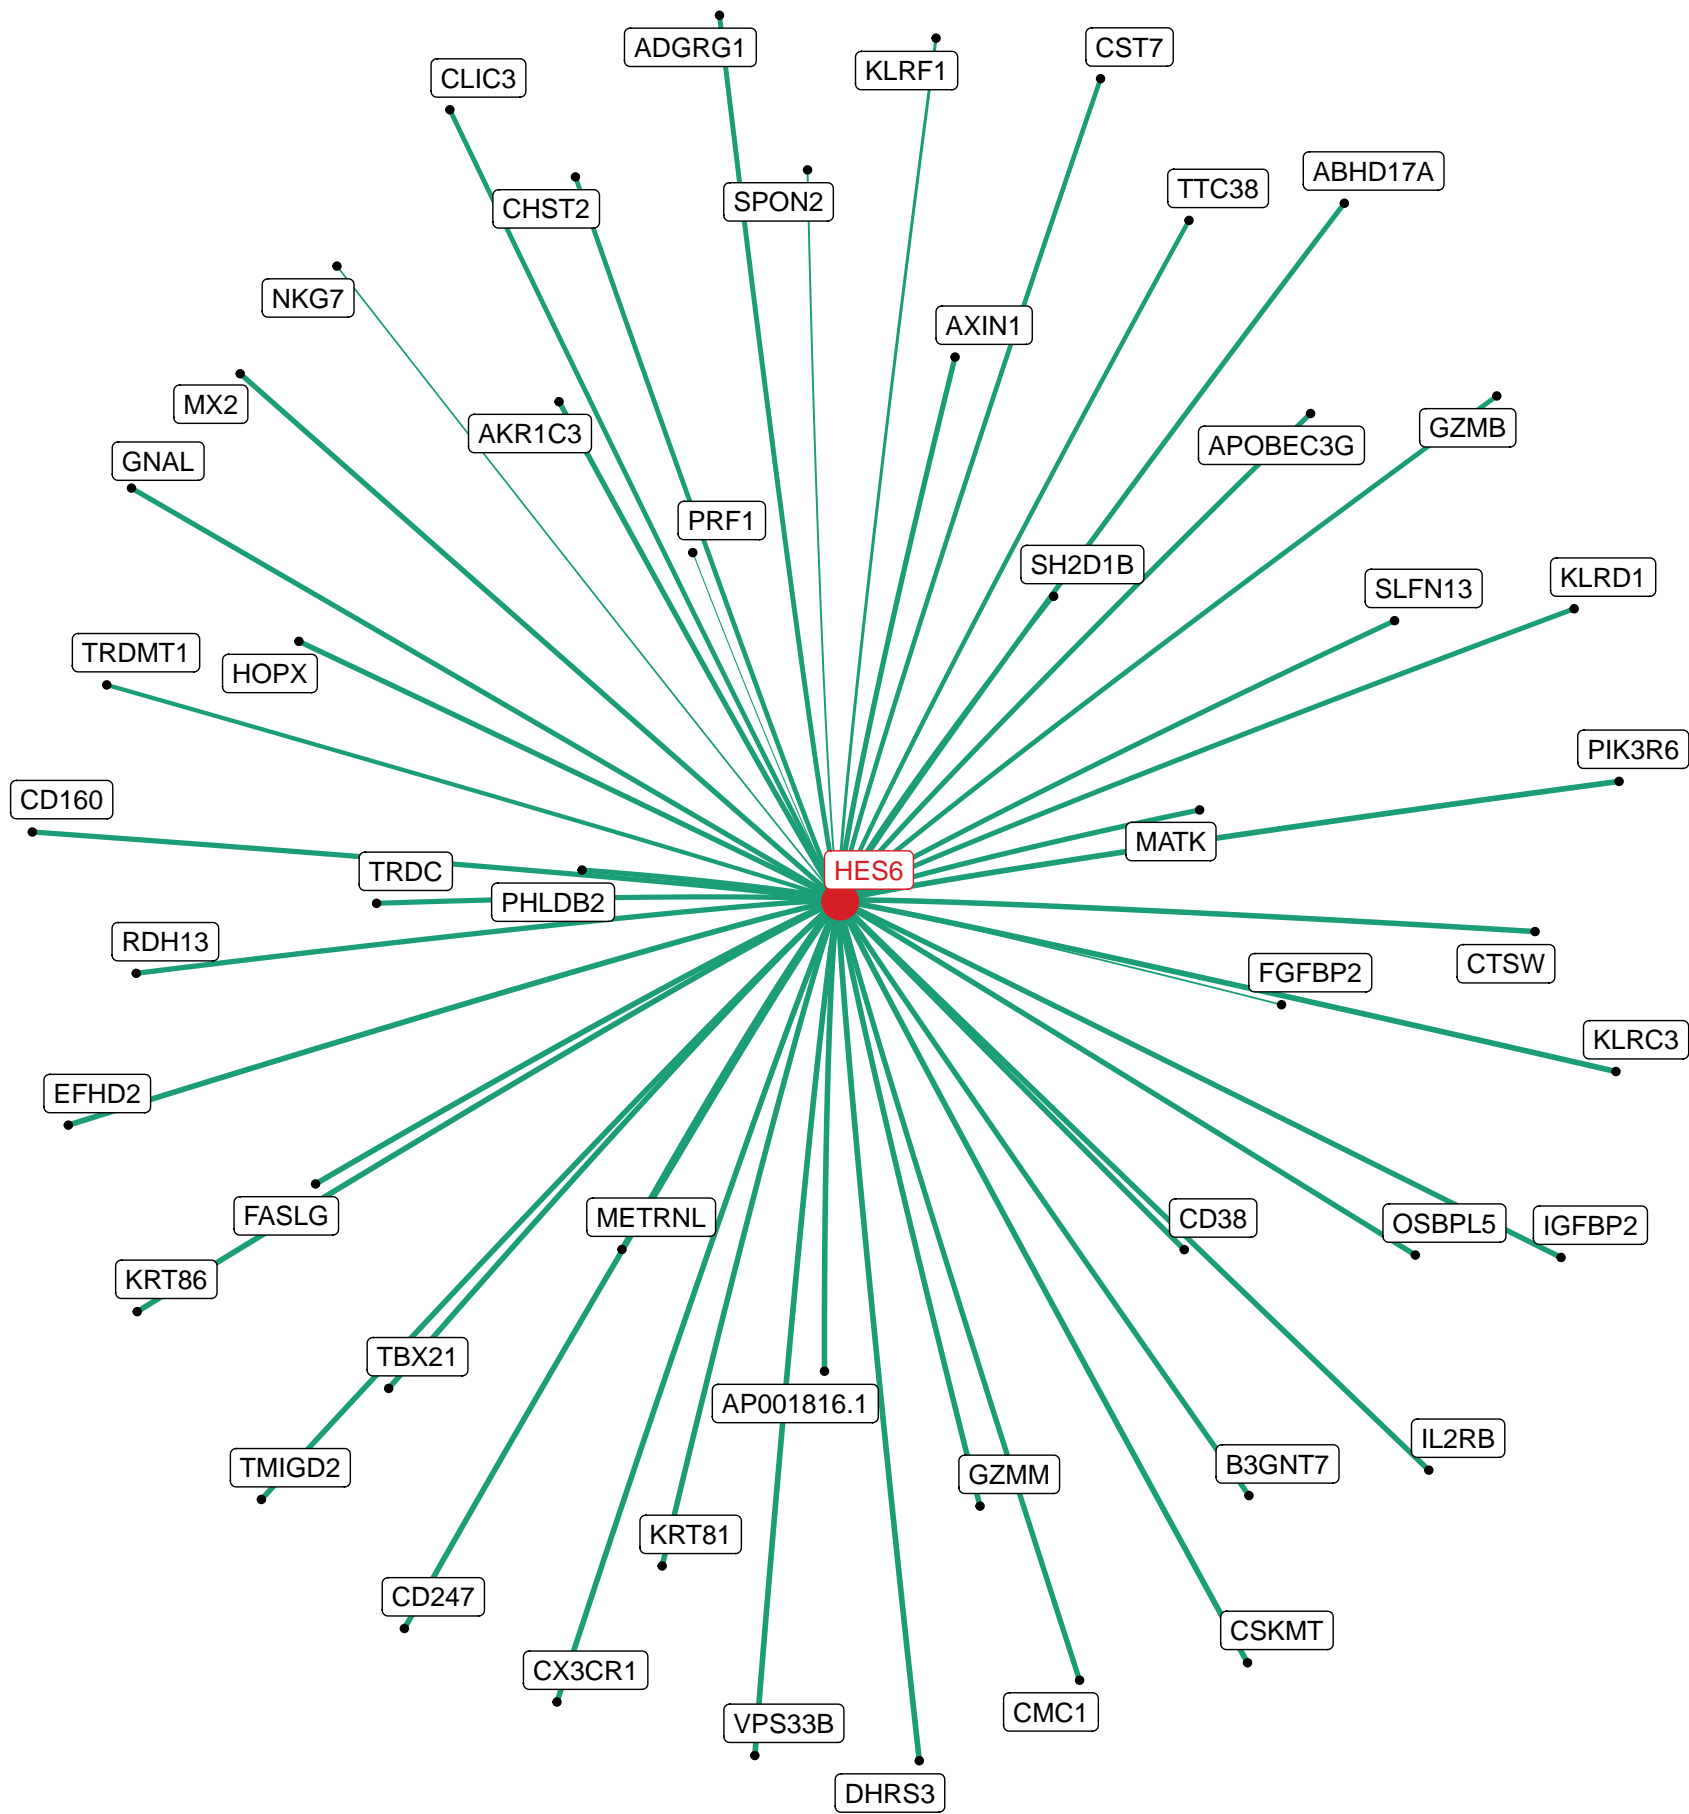 ADGRG1
CST7
KLRF1
CLIC3
ABHD17A
TTC38
SPON2
CHST2
NKG7
AXIN1
MX2
GZMB
AKR1C3
APOBEC3G
GNAL
PRF1
SH2D1B
KLRD1
SLFN13
TRDMT1
HOPX
PIK3R6
CD160
MATK
TRDC
HES6
PHLDB2
RDH13
CTSW
FGFBP2
KLRC3
EFHD2
FASLG
METRNL
CD38
OSBPL5
IGFBP2
KRT86
TBX21
AP001816.1
IL2RB
TMIGD2
B3GNT7
GZMM
KRT81
CD247
CSKMT
CX3CR1
CMC1
VPS33B
DHRS3